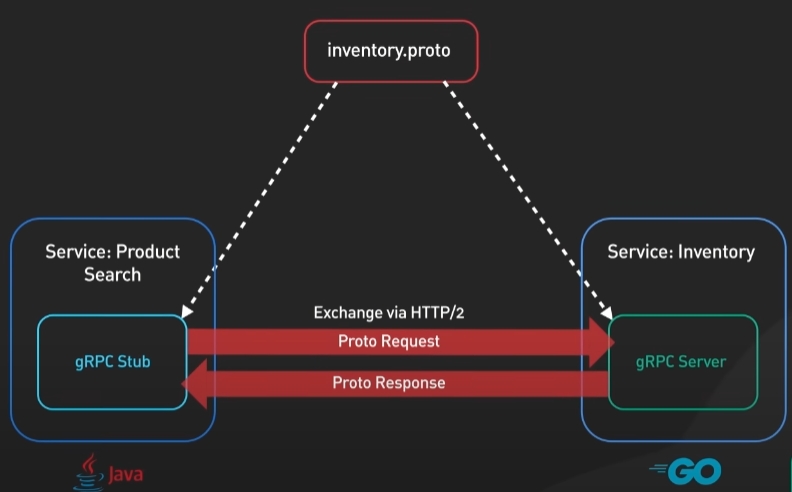 inventory.proto
Service: Product
Search
Service: Inventory
Exchange via HTTP/2
Proto Request
gRPC Stub
gRPC Server
Proto Response
Java
GO